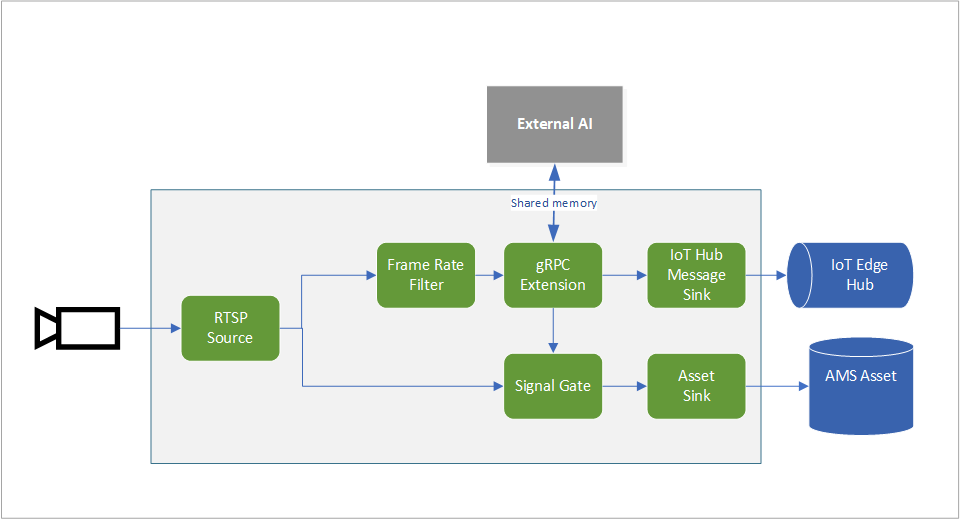 External AI
Shared memory
Frame Rate
Filter
gRPC
Extension
IoT Hub
Message
Sink
IoT Edge
Hub
RTSP
Source
Signal Gate
Asset
Sink
AMS Asset